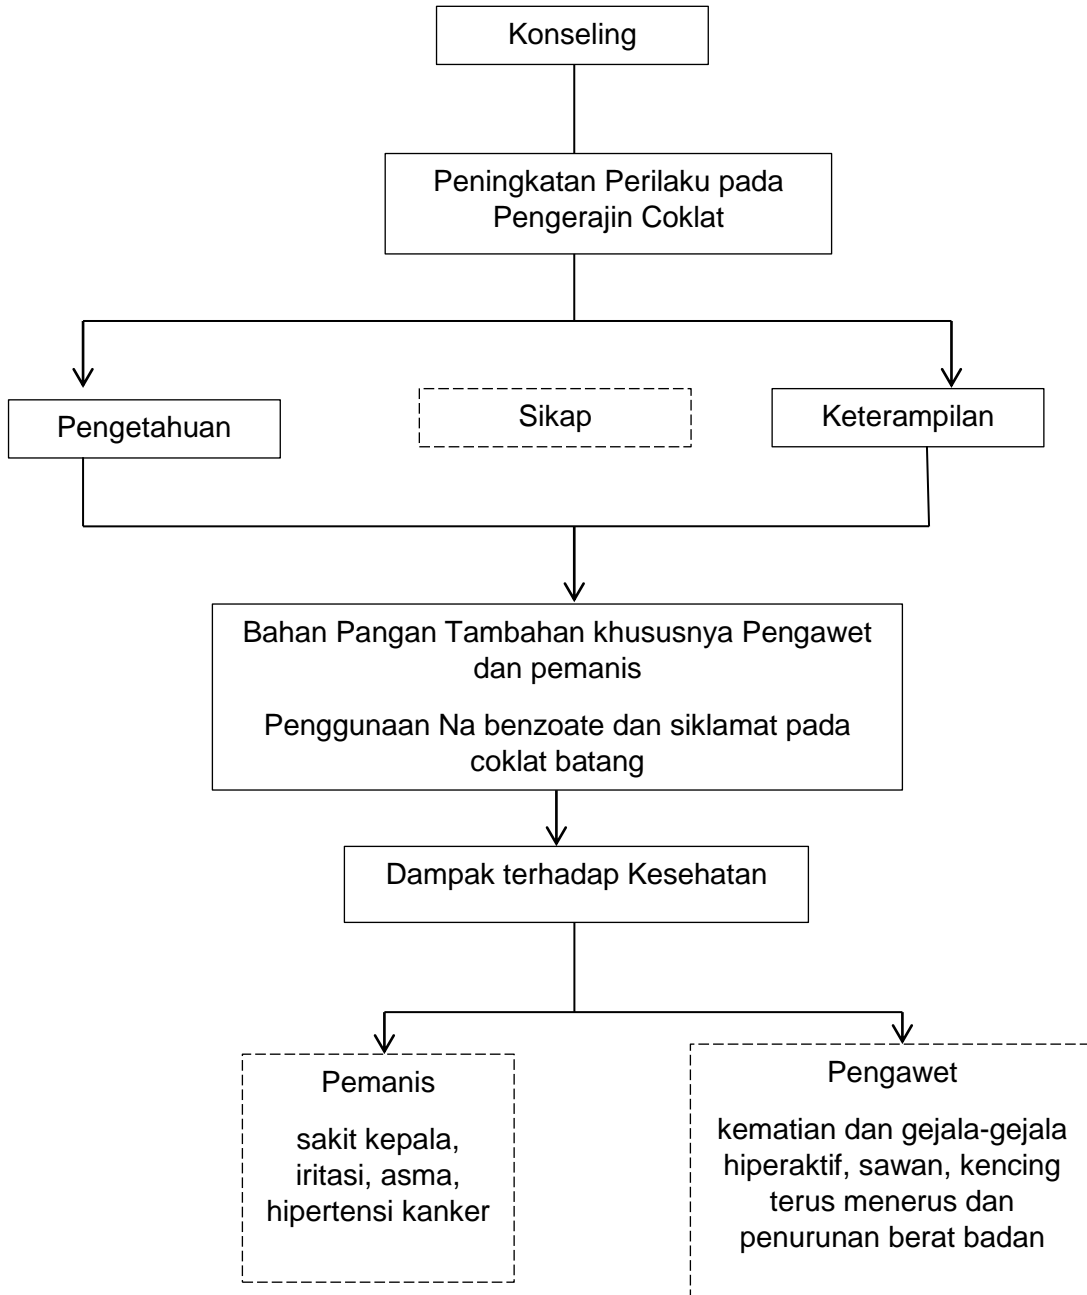 Konseling
Peningkatan Perilaku pada
Pengerajin Coklat
Pengetahuan
Sikap
Keterampilan
Bahan Pangan Tambahan khususnya Pengawet
dan pemanis
Penggunaan Na benzoate dan siklamat pada
coklat batang
Dampak terhadap Kesehatan
Pemanis
sakit kepala,
iritasi, asma,
hipertensi kanker
Pengawet
kematian dan gejala-gejala
hiperaktif, sawan, kencing
terus menerus dan
penurunan berat badan